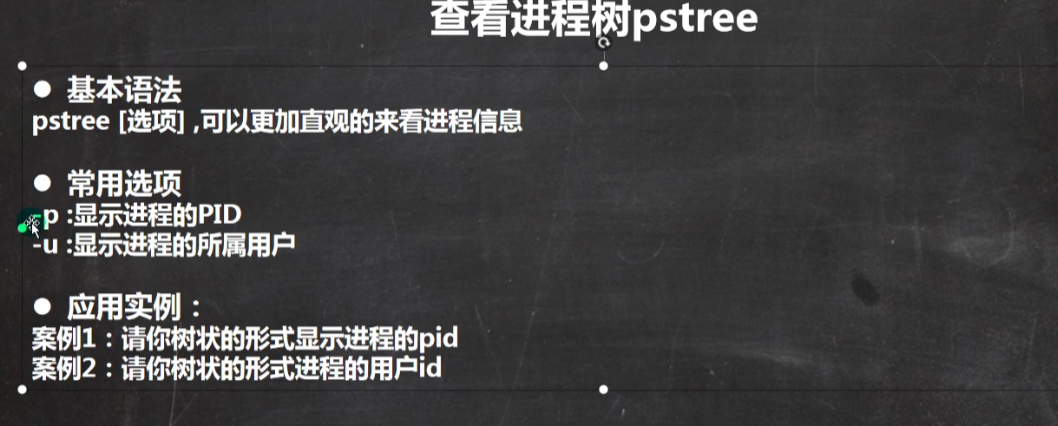 查看进程树pstree
● 基本语法
pstree [选项] ,可以更加直观的来看进程信息
● 常用选项
-p :显示进程的PID
-u :显示进程的所属用户
● 应用实例：
案例1：请你树状的形式显示进程的pid
案例2：请你树状的形式进程的用户id